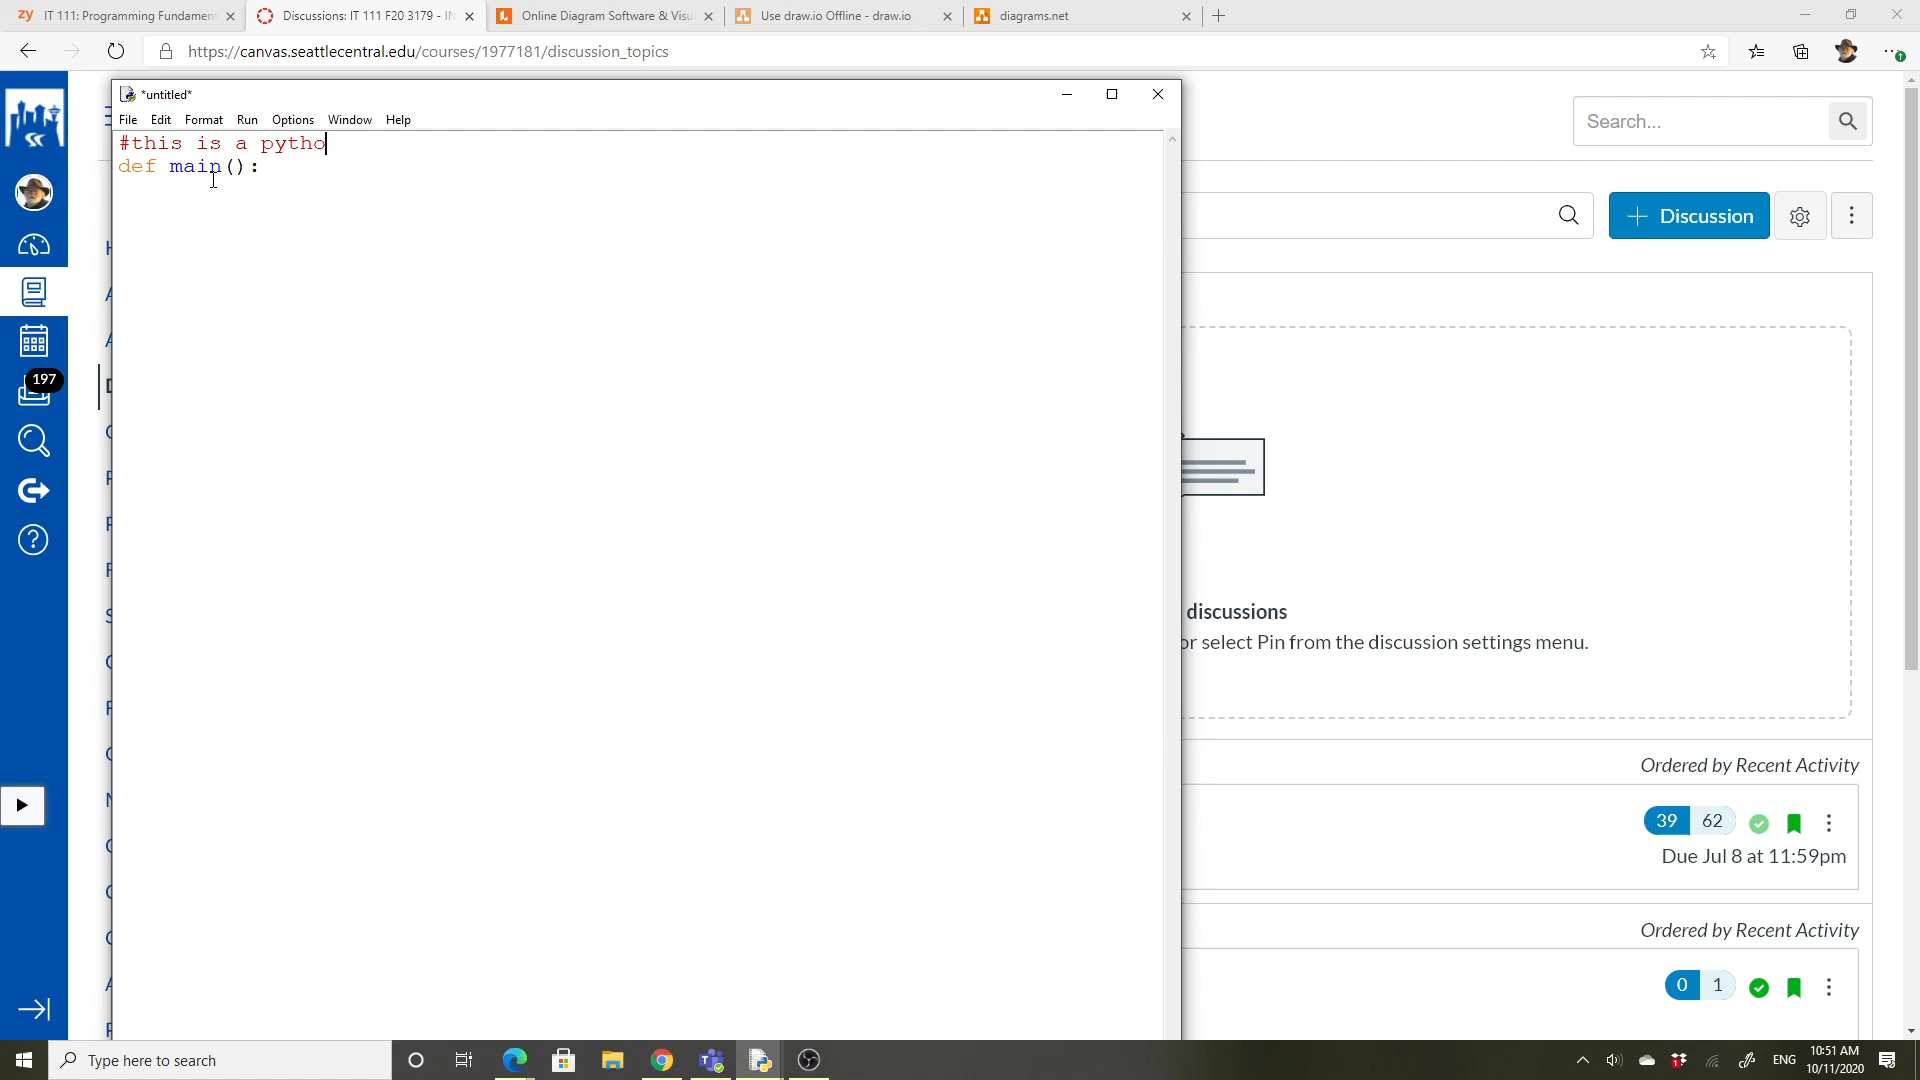 zy IT 111: Programming Fundamen
Discussions: IT 111 F20 3179 - IN
Online Diagram Software & Visu
Use draw.io Offline - draw.io
diagrams.net
https://canvas.seattlecentral.edu/courses/1977181/discussion_topics
*untitled*
File Edit Format Run Options Window Help
#this is a pytho
def main():
Search...
Discussion
197
discussions
or select Pin from the discussion settings menu.
Ordered by Recent Activity
39 62
Due Jul 8 at 11:59pm
Ordered by Recent Activity
0 1
Type here to search
ENG
10:51 AM
10/11/2020